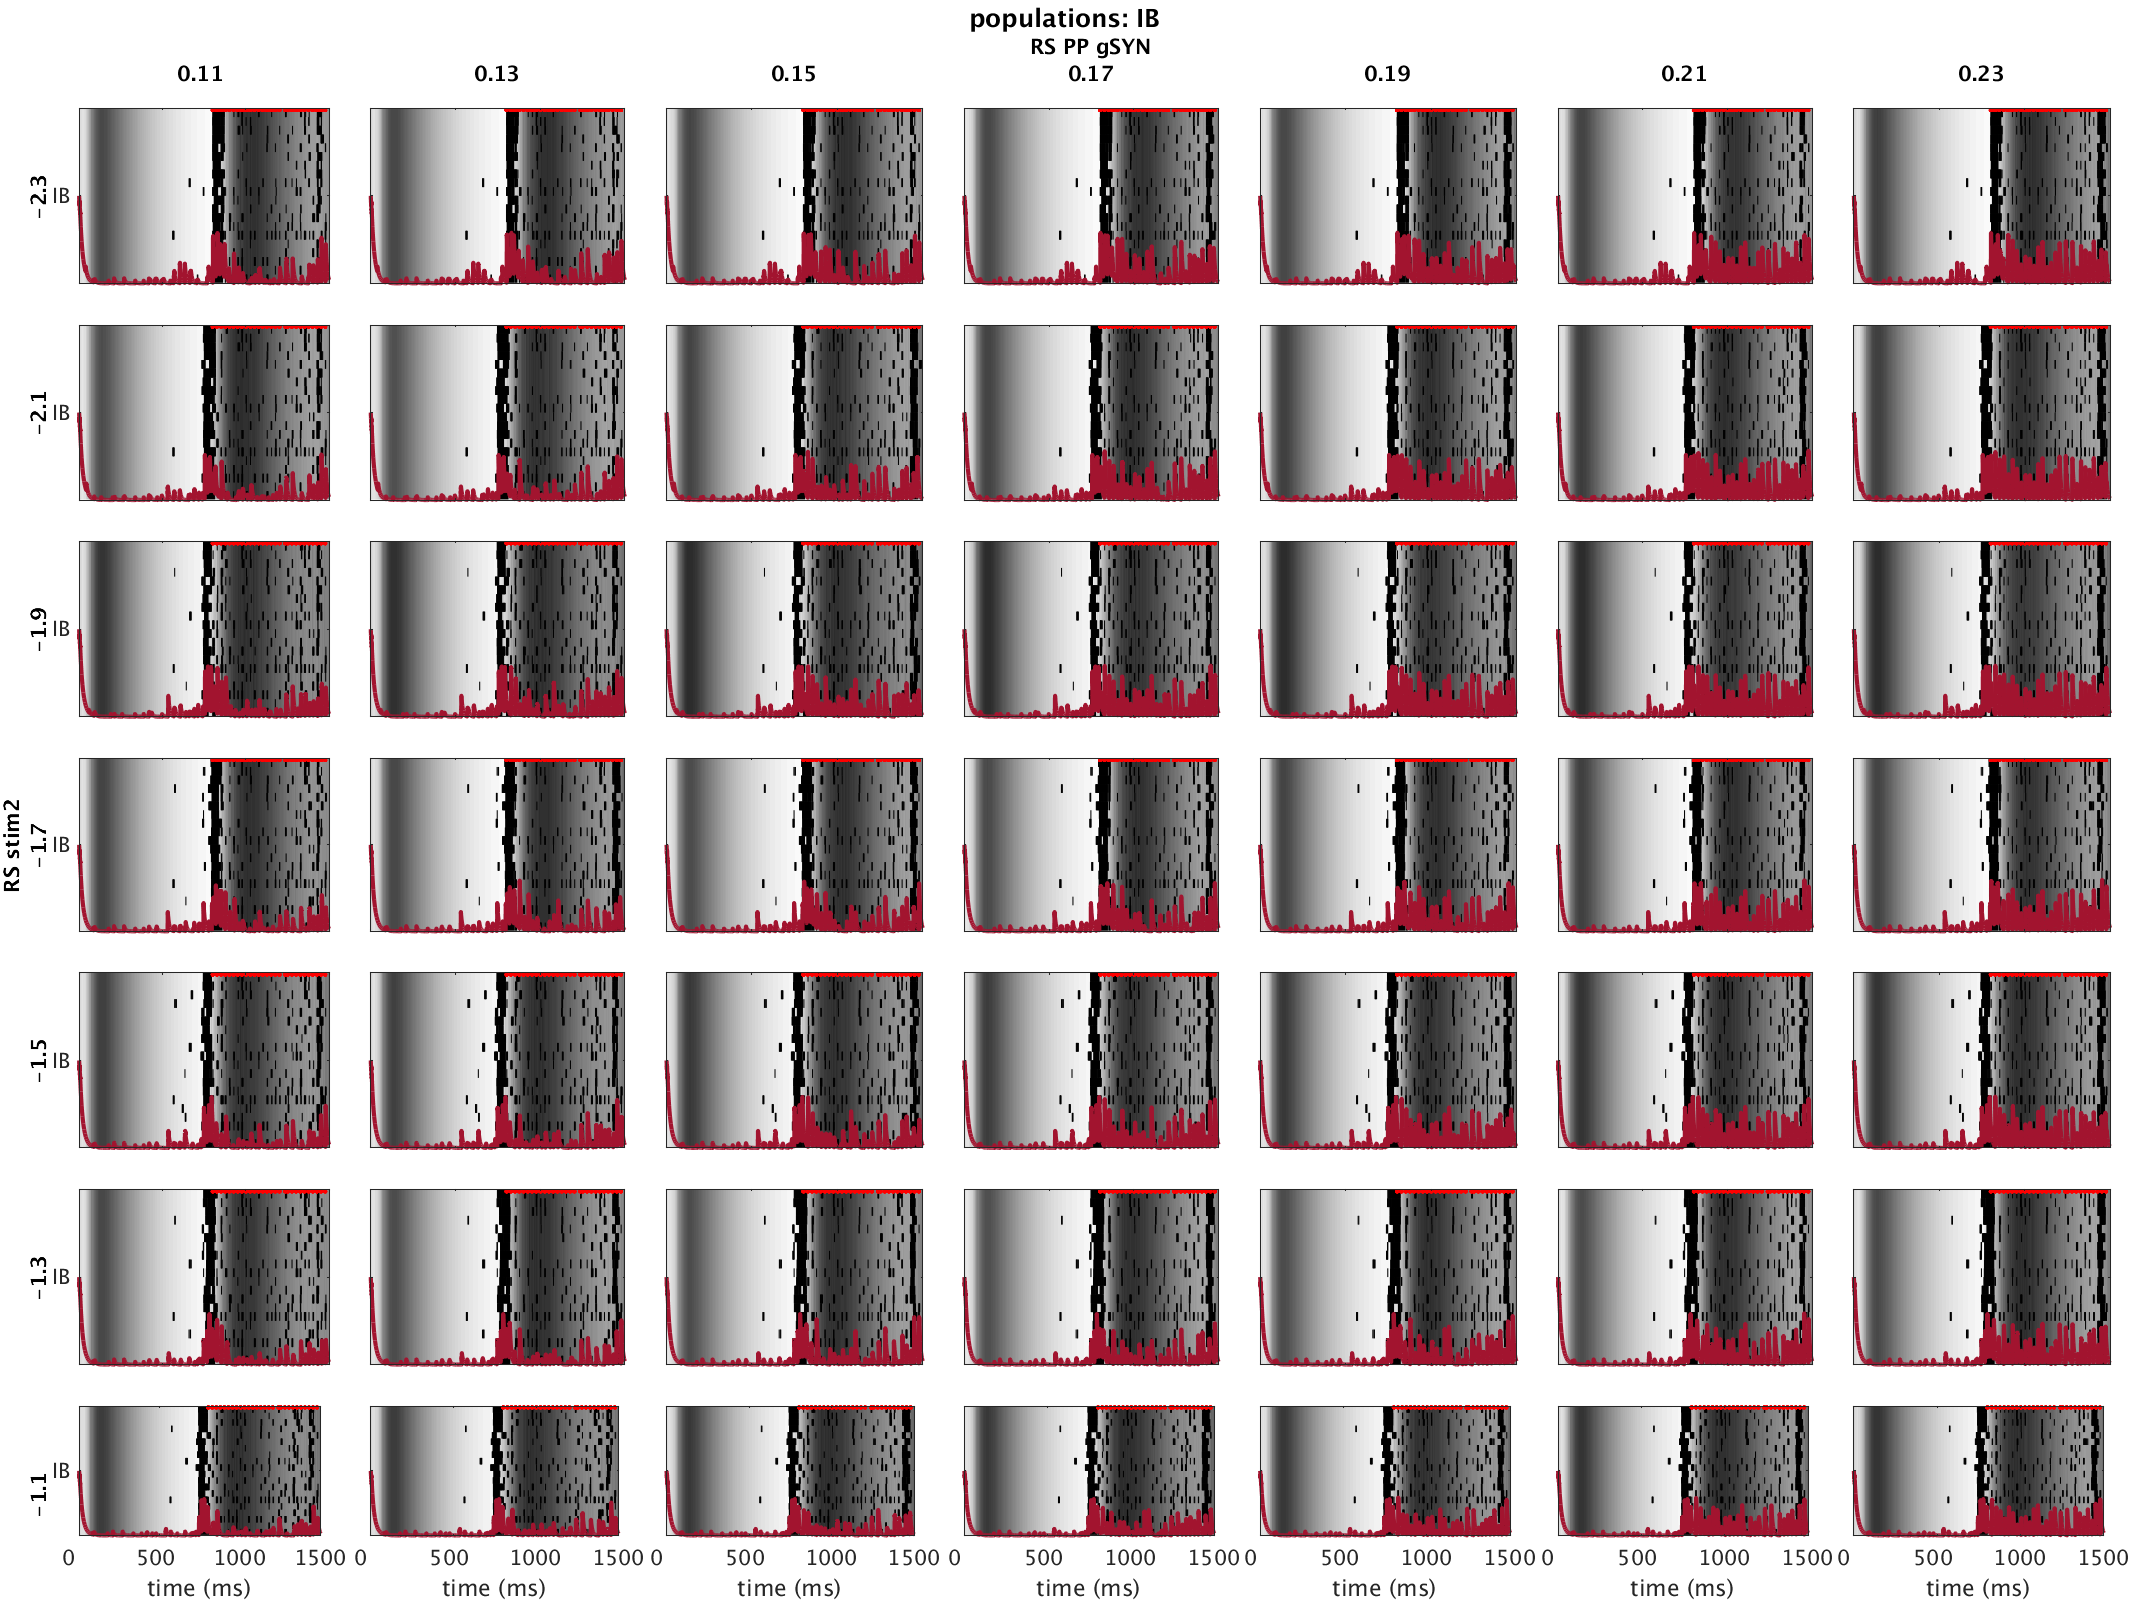 populations: IB
RS PP gSYN
0.11 0.13 0.15 0.17 0.19 0.21 0.23
-2.3 IB
-2.1 IB
-1.9 IB
RS stim2
-1.7 IB
-1.5 IB
-1.3 IB
-1.1 IB
0 500 1000 1500 0 500 1000 1500 0 500 1000 1500 0 500 1000 1500 0 500 1000 1500 0 500 1000 1500 0 500 1000 1500
time (ms) time (ms) time (ms) time (ms) time (ms) time (ms) time (ms)